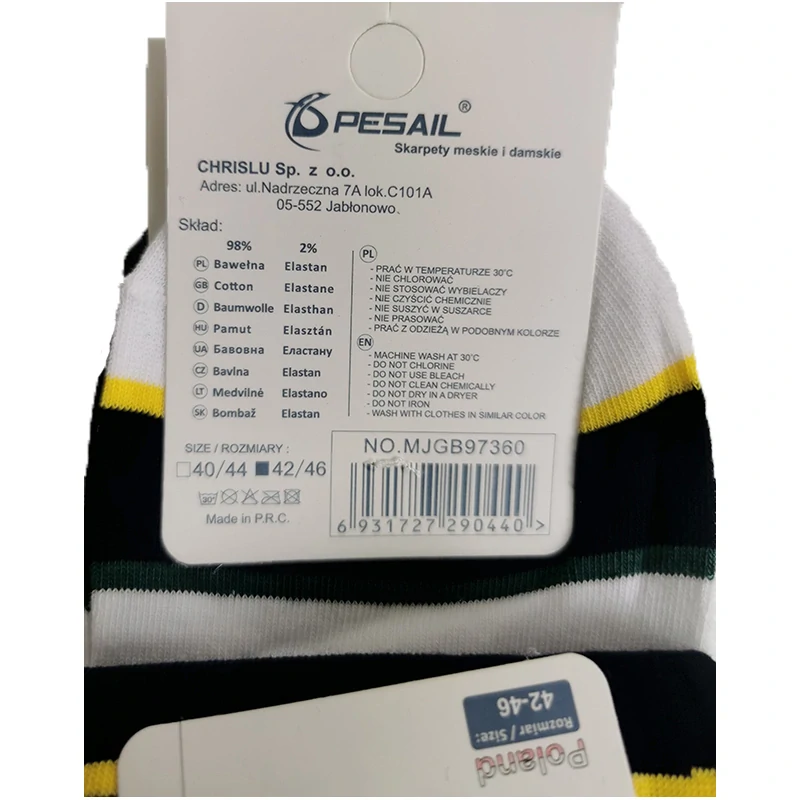 PESAIL®
Skarpety meskie i damskie
CHRISLU Sp. z o.o.
Adres: ul.Nadrzeczna 7A lok.C101A
05-552 Jabłonowo
Skład:
98% 2%
PL Bawełna Elastan
GB Cotton Elastane
D Baumwolle Elasthan
HU Pamut Elasztán
UA Бавовна Еластану
CZ Bavlna Elastan
LT Medvilnė Elastano
SK Bombaž Elastan
PL
- PRAĆ W TEMPERATURZE 30°C
- NIE CHLOROWAĆ
- NIE STOSOWAĆ WYBIELACZY
- NIE CZYŚCIĆ CHEMICZNIE
- NIE SUSZYĆ W SUSZARCE
- NIE PRASOWAĆ
- PRAĆ Z ODZIEŻĄ W PODOBNYM KOLORZE
EN
- MACHINE WASH AT 30°C
- DO NOT CHLORINE
- DO NOT USE BLEACH
- DO NOT CLEAN CHEMICALLY
- DO NOT DRY IN A DRYER
- DO NOT IRON
- WASH WITH CLOTHES IN SIMILAR COLOR
SIZE / ROZMIARY :
40/44 42/46
30°
Made in P.R.C.
NO.MJGB97360
6 931727 290440 >
42-46
Rozmiar / Size:
Poland